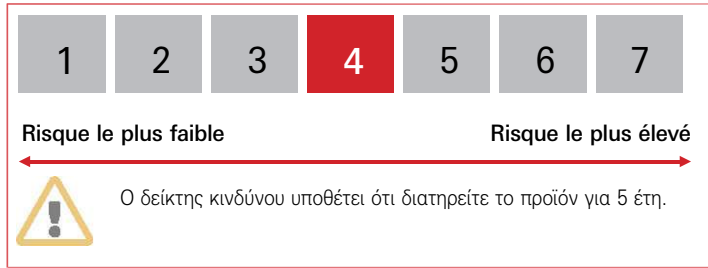 1 2 3 4 5 6 7
Risque le plus faible Risque le plus élevé
Ο δείκτης κινδύνου υποθέτει ότι διατηρείτε το προϊόν για 5 έτη.